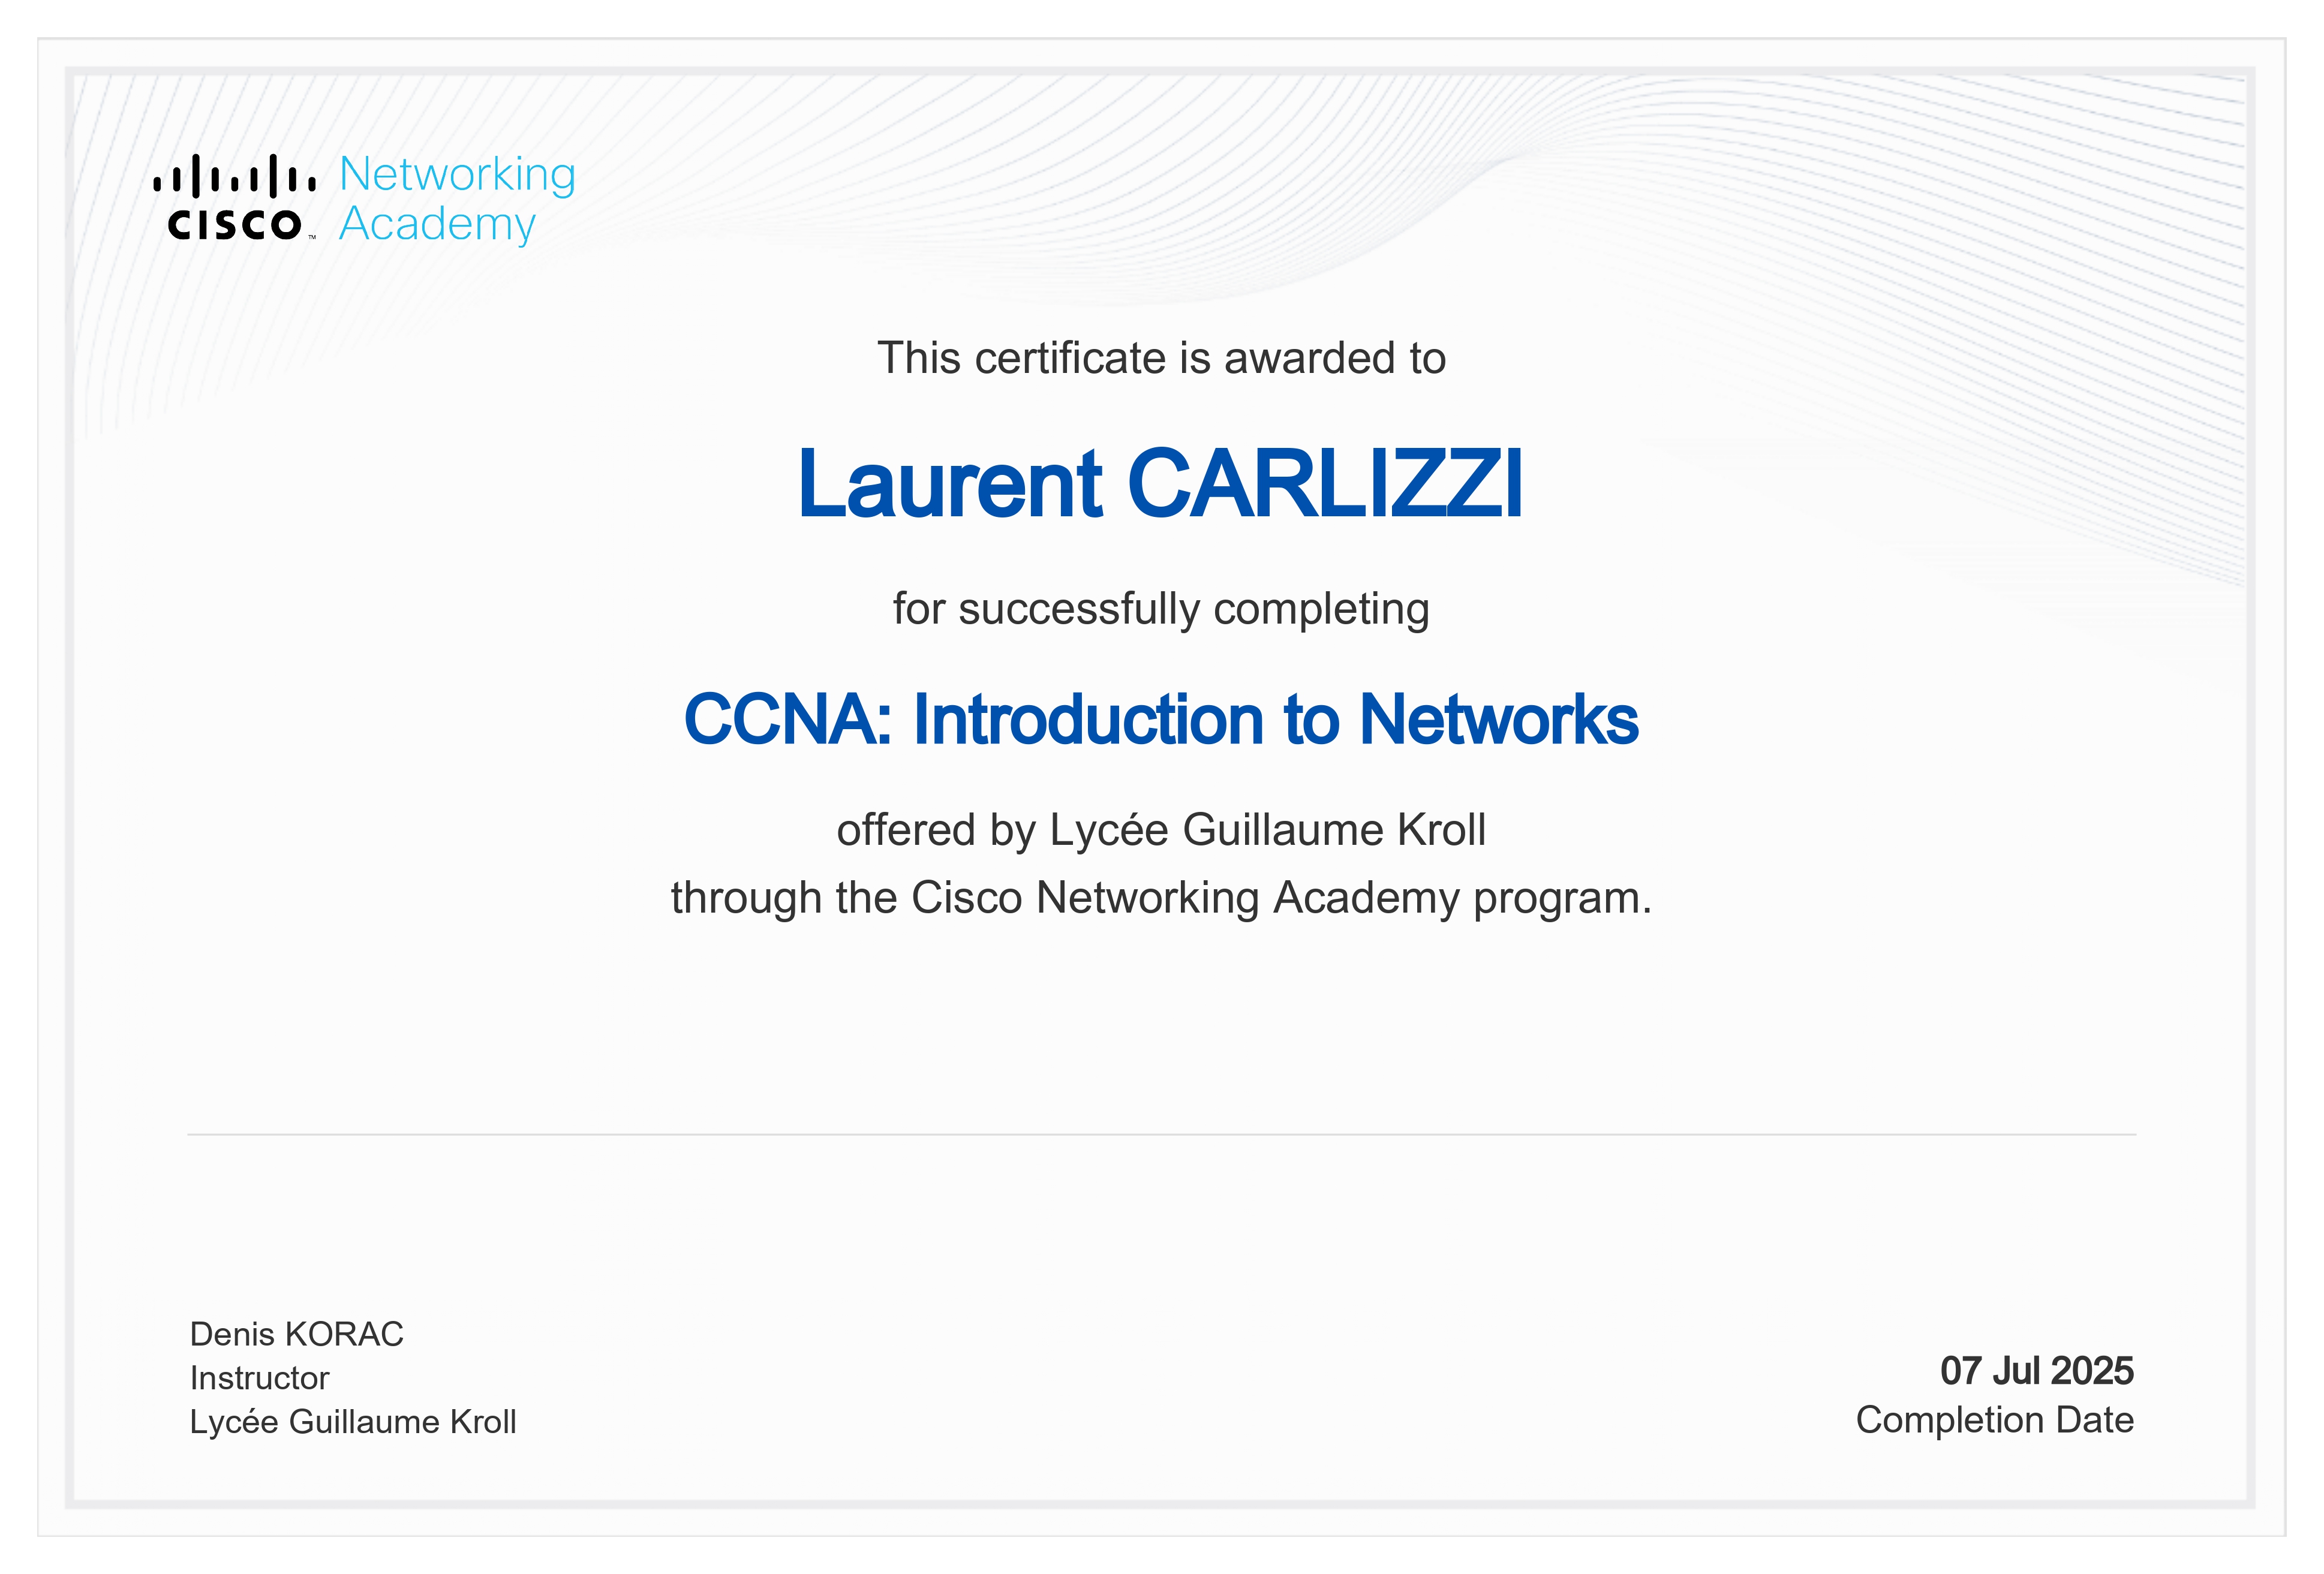 CISCO™ Networking Academy
This certificate is awarded to
Laurent CARLIZZI
for successfully completing
CCNA: Introduction to Networks
offered by Lycée Guillaume Kroll
through the Cisco Networking Academy program.
Denis KORAC
Instructor
Lycée Guillaume Kroll
07 Jul 2025
Completion Date